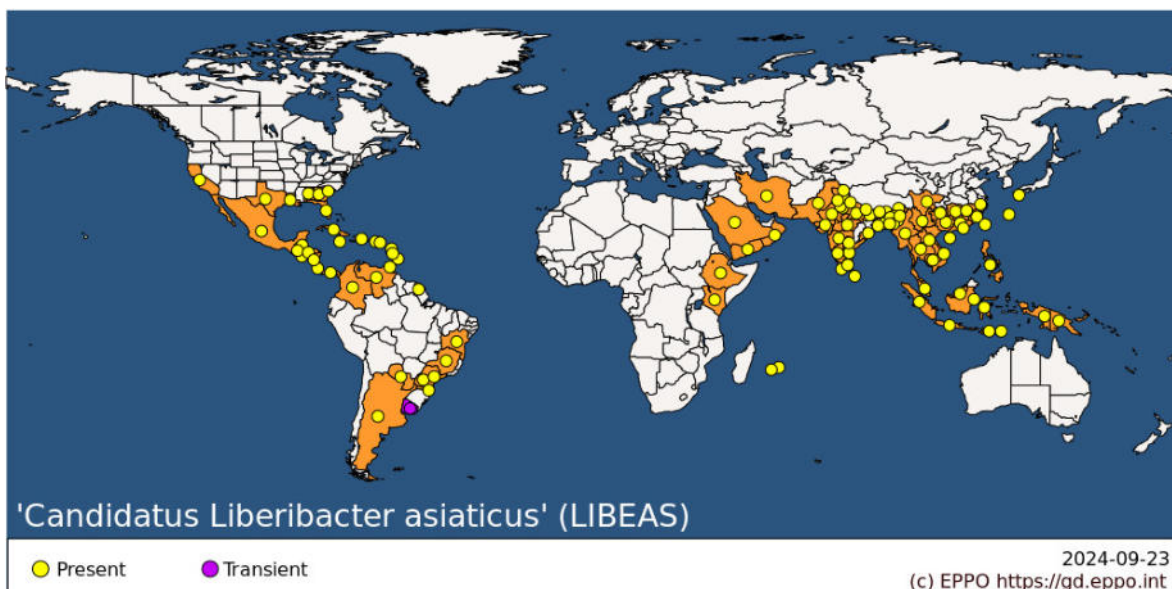 'Candidatus Liberibacter asiaticus' (LIBEAS)
Present
Transient
2024-09-23
(c) EPPO https://gd.eppo.int